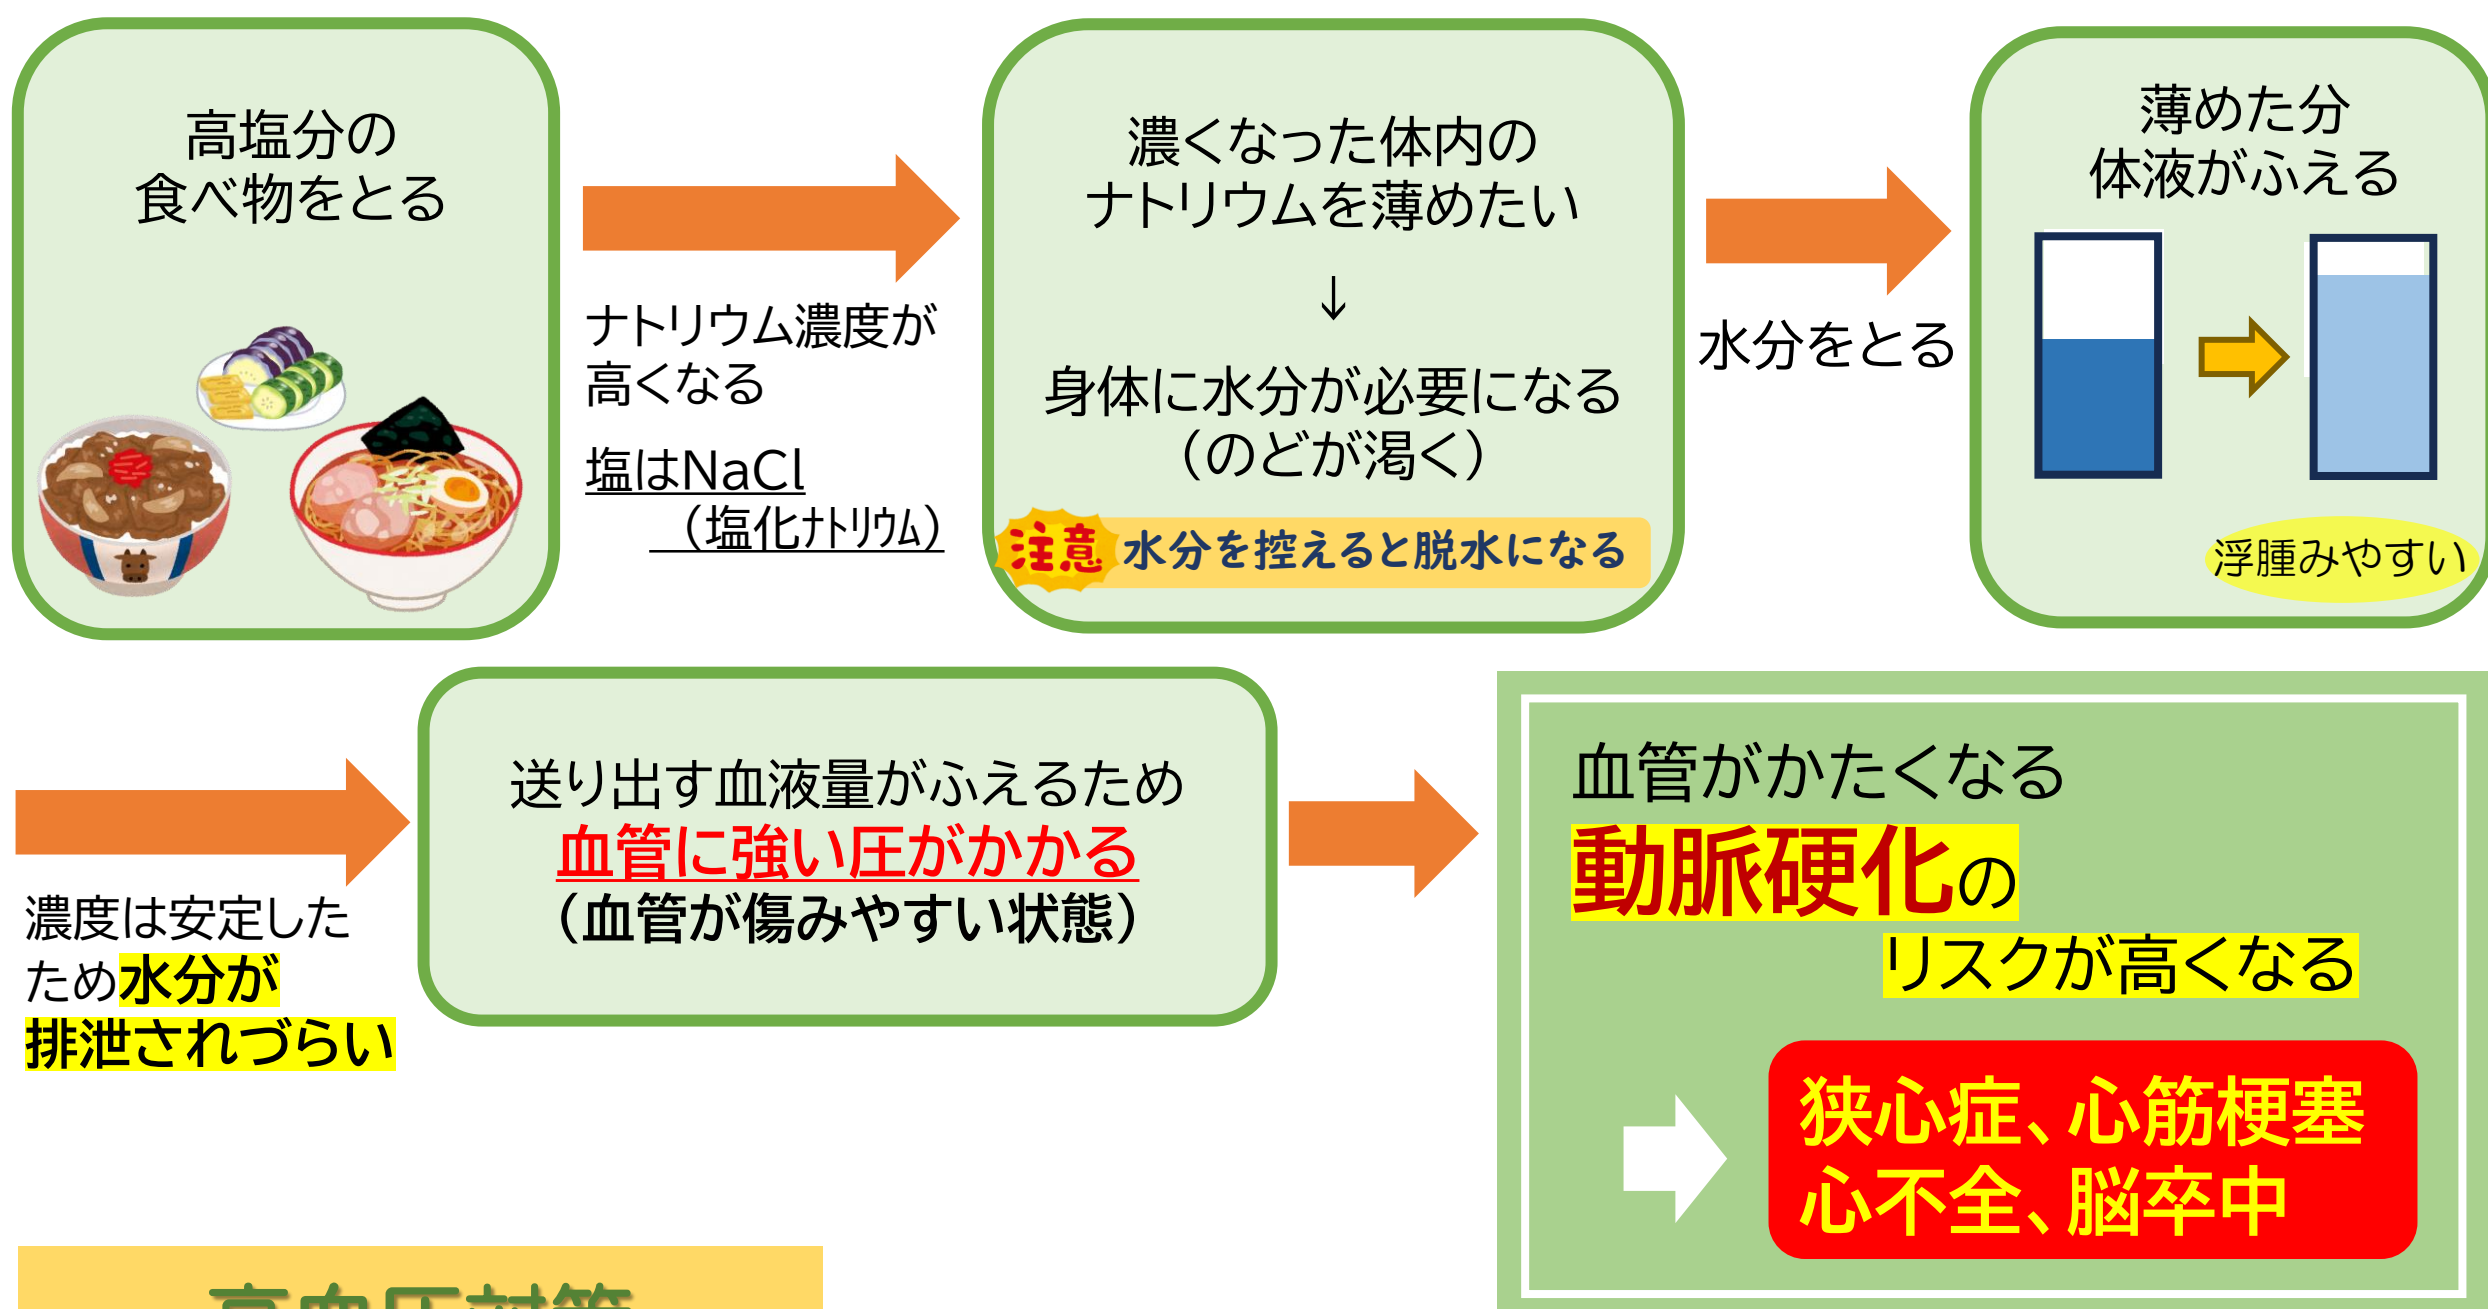 高塩分の
食べ物をとる
ナトリウム濃度が
高くなる
塩はNaCl
（塩化ﾅﾄﾘｳﾑ）
濃くなった体内の
ナトリウムを薄めたい
↓
身体に水分が必要になる
（のどが渇く）
注意 水分を控えると脱水になる
水分をとる
薄めた分
体液がふえる
浮腫みやすい
濃度は安定した
ため水分が
排泄されづらい
送り出す血液量がふえるため
血管に強い圧がかかる
（血管が傷みやすい状態）
血管がかたくなる
動脈硬化の
リスクが高くなる
狭心症、心筋梗塞
心不全、脳卒中
高血圧対策